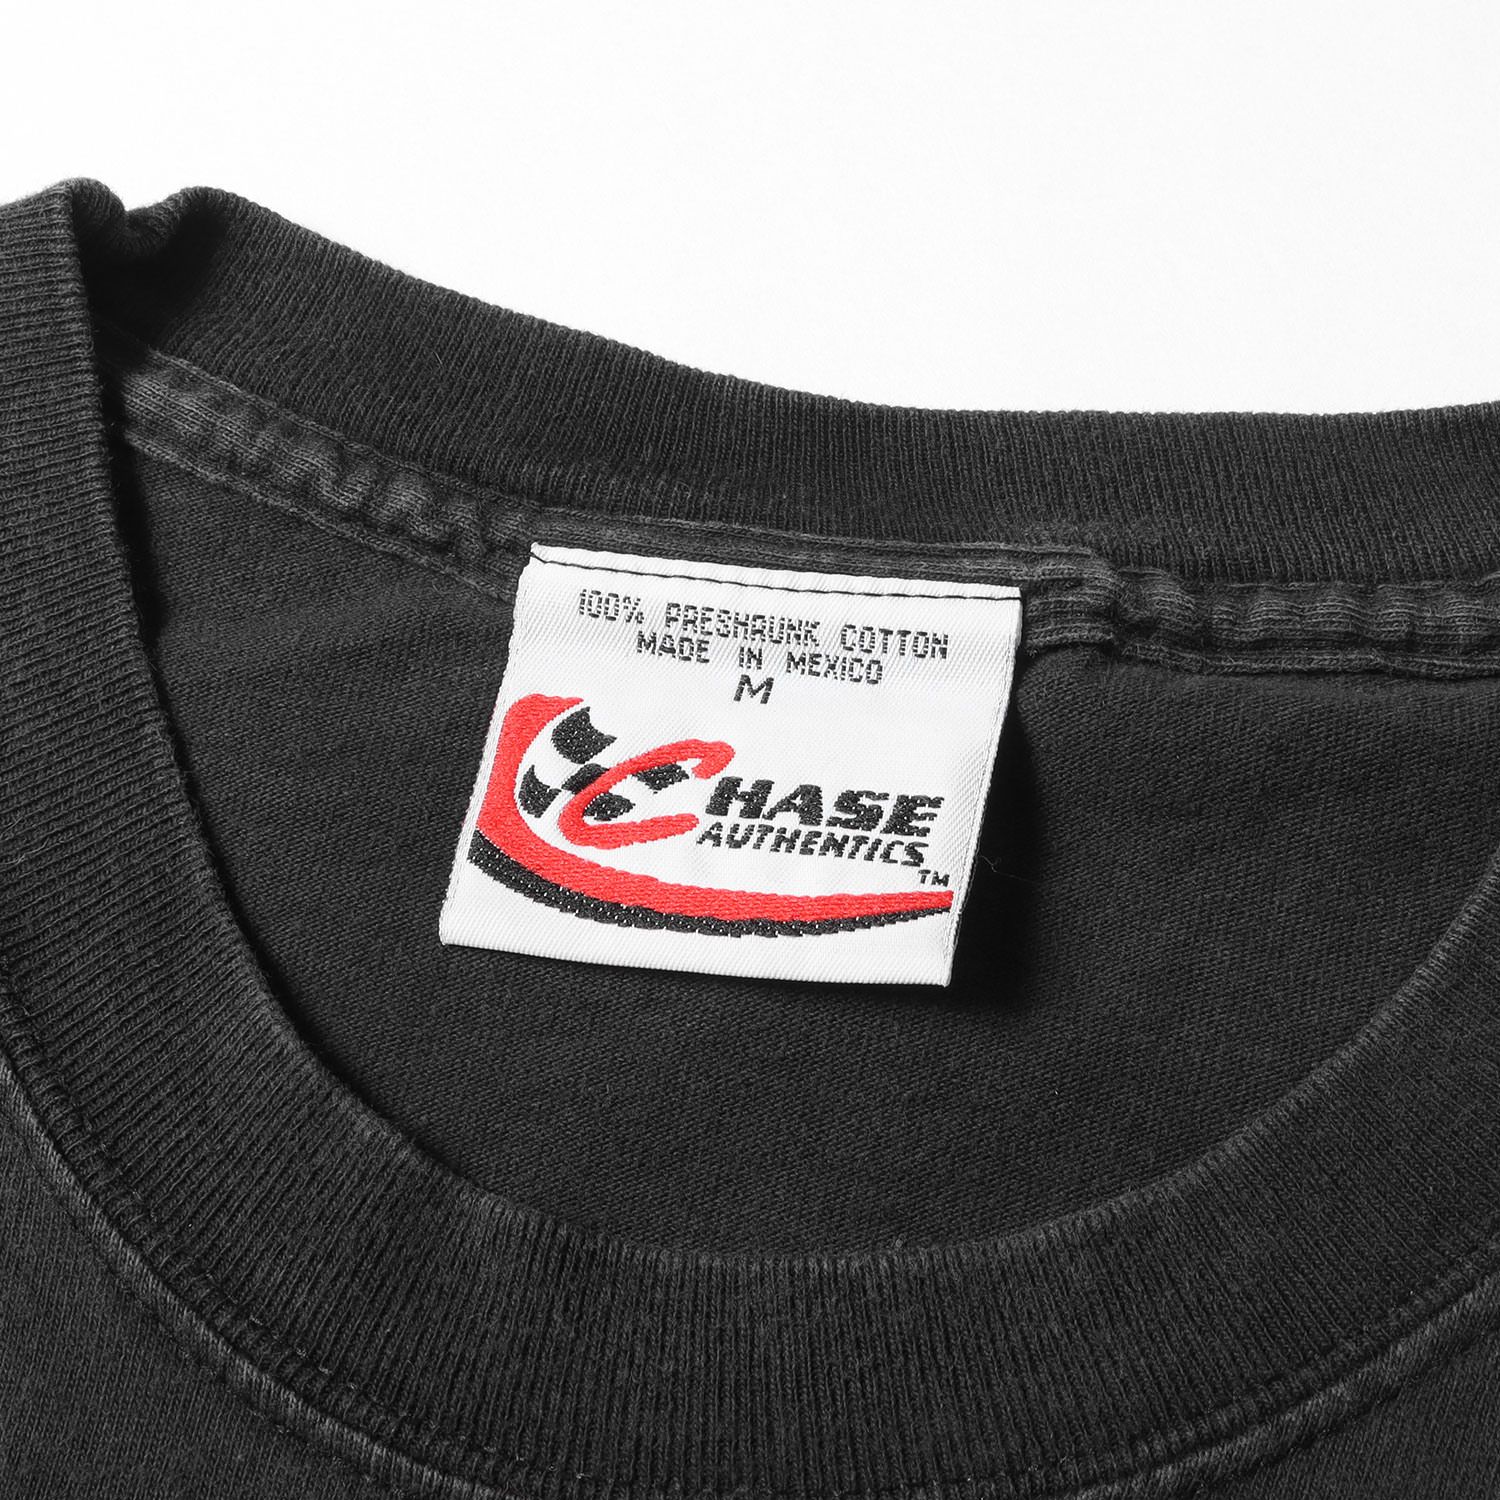 100% PRESHRUNK COTTON
MADE IN MEXICO
M
CHASE
AUTHENTICS
TM